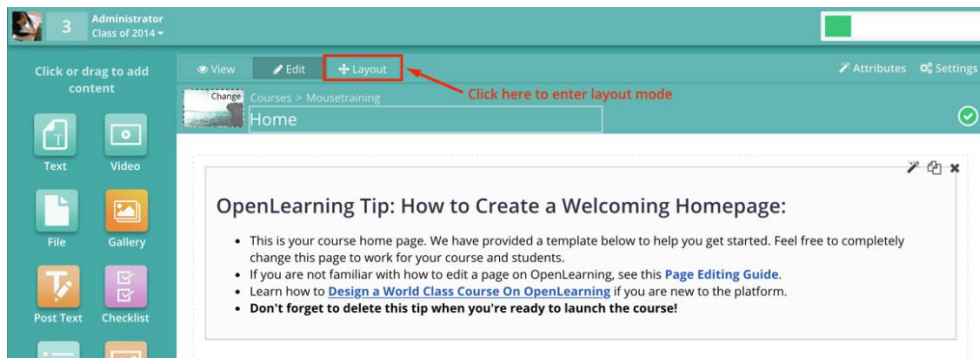 3
Administrator
Class of 2014
Click or drag to add
content
View
Edit
Layout
Attributes
Settings
Change
Courses > Mousetraining
Click here to enter layout mode
Home
T
Text
Video
File
Gallery
T
Post Text
Checklist
OpenLearning Tip: How to Create a Welcoming Homepage:
• This is your course home page. We have provided a template below to help you get started. Feel free to completely
change this page to work for your course and students.
• If you are not familiar with how to edit a page on OpenLearning, see this Page Editing Guide.
• Learn how to Design a World Class Course On OpenLearning if you are new to the platform.
• Don't forget to delete this tip when you're ready to launch the course!